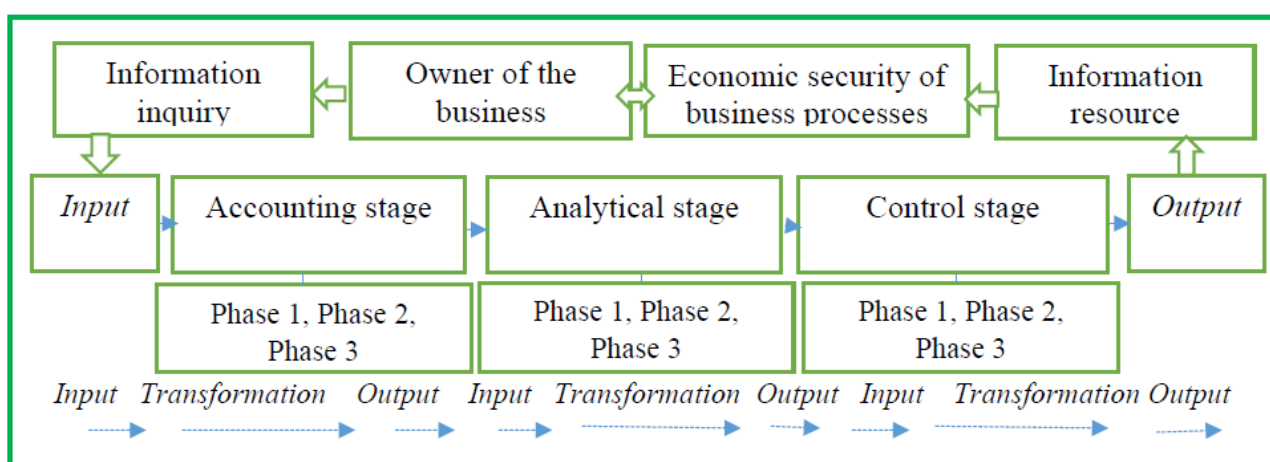 Information
inquiry
Owner of the
business
Economic security of
business processes
Information
resource
Input
Accounting stage
Analytical stage
Control stage
Output
Phase 1, Phase 2,
Phase 3
Phase 1, Phase 2,
Phase 3
Phase 1, Phase 2,
Phase 3
Input Transformation Output Input Transformation Output Input Transformation Output